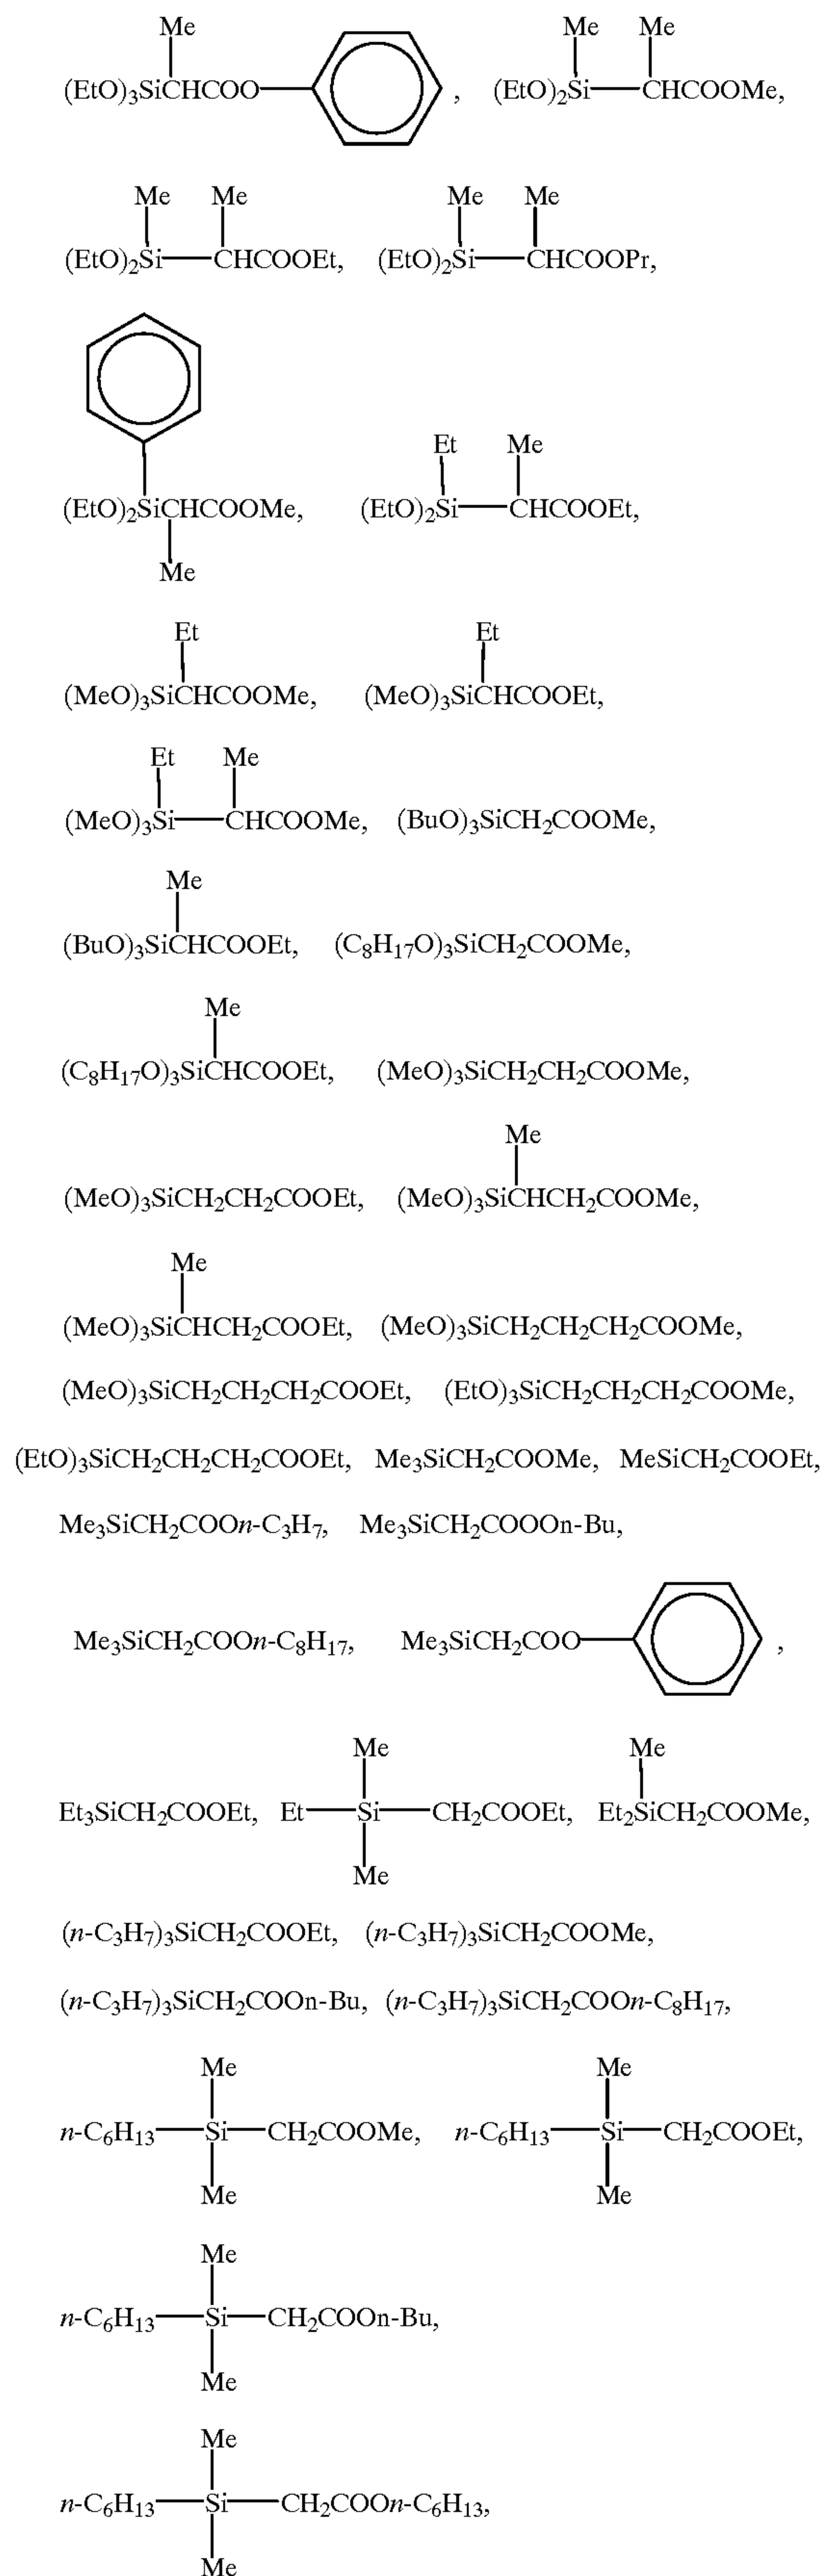 Me Me Me
(EtO)₃SiCHCOO , (EtO)₂Si CHCOOMe,
Me Me Me Me
(EtO)₂Si CHCOOEt, (EtO)₂Si CHCOOPr,
Et Me
(EtO)₂SiCHCOOMe, (EtO)₂Si CHCOOEt,
Me
Et Et
(MeO)₃SiCHCOOMe, (MeO)₃SiCHCOOEt,
Et Me
(MeO)₃Si CHCOOMe, (BuO)₃SiCH₂COOMe,
Me
(BuO)₃SiCHCOOEt, (C₈H₁₇O)₃SiCH₂COOMe,
Me
(C₈H₁₇O)₃SiCHCOOEt, (MeO)₃SiCH₂CH₂COOMe,
Me
(MeO)₃SiCH₂CH₂COOEt, (MeO)₃SiCHCH₂COOMe,
Me
(MeO)₃SiCHCH₂COOEt, (MeO)₃SiCH₂CH₂CH₂COOMe,
(MeO)₃SiCH₂CH₂CH₂COOEt, (EtO)₃SiCH₂CH₂CH₂COOMe,
(EtO)₃SiCH₂CH₂CH₂COOEt, Me₃SiCH₂COOMe, MeSiCH₂COOEt,
Me₃SiCH₂COOn-C₃H₇, Me₃SiCH₂COOOn-Bu,
Me₃SiCH₂COOn-C₈H₁₇, Me₃SiCH₂COO ,
Me Me
Et₃SiCH₂COOEt, Et Si CH₂COOEt, Et₂SiCH₂COOMe,
Me
(n-C₃H₇)₃SiCH₂COOEt, (n-C₃H₇)₃SiCH₂COOMe,
(n-C₃H₇)₃SiCH₂COOn-Bu, (n-C₃H₇)₃SiCH₂COOn-C₈H₁₇,
Me Me
n-C₆H₁₃ Si CH₂COOMe, n-C₆H₁₃ Si CH₂COOEt,
Me Me
Me
n-C₆H₁₃ Si CH₂COOn-Bu,
Me
Me
n-C₆H₁₃ Si CH₂COOn-C₆H₁₃,
Me